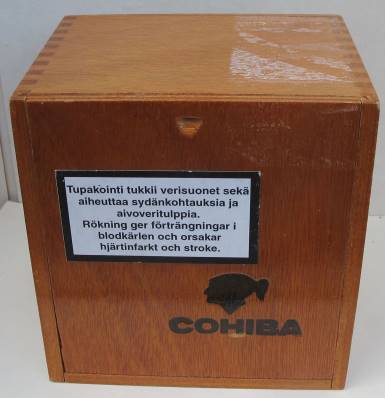 Tupakointi tukkii verisuonet sekä
aiheuttaa sydänkohtauksia ja
aivoveritulppia.
Rökning ger förträngningar i
blodkärlen och orsakar
hjärtinfarkt och stroke.
COHIBA